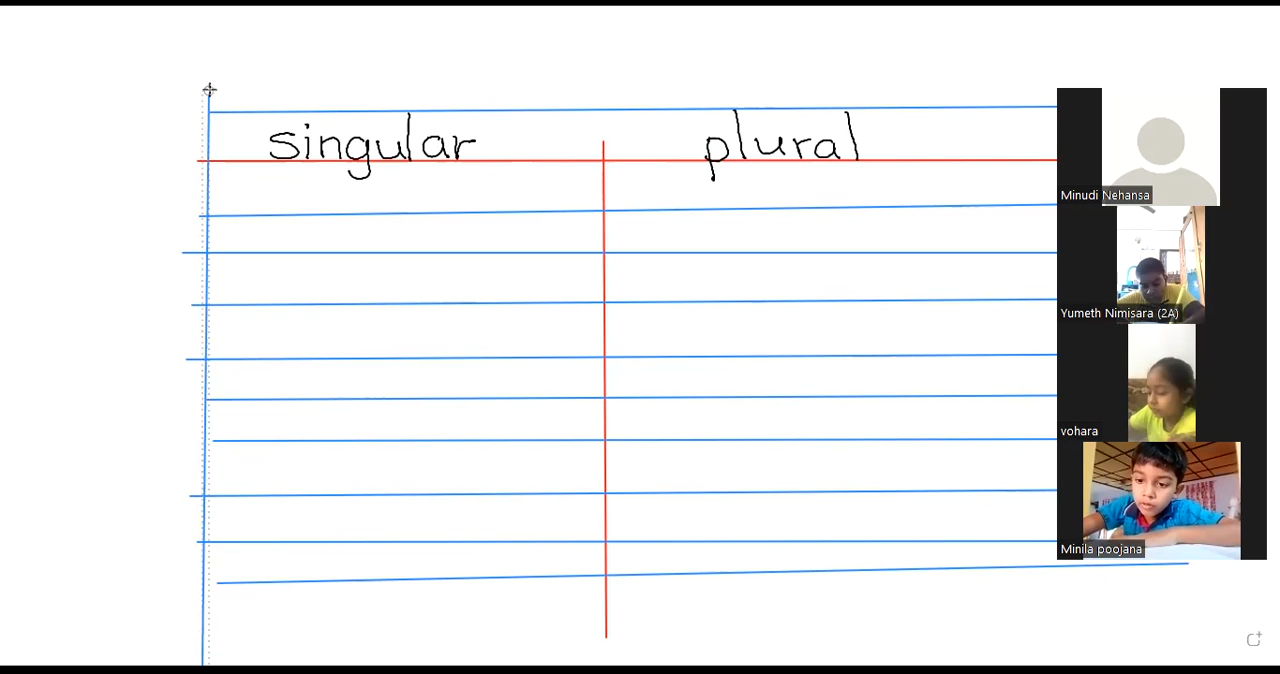 singular plural
Minudi Nehansa
Yumeth Nimisara (2A)
vohara
Minila poojana